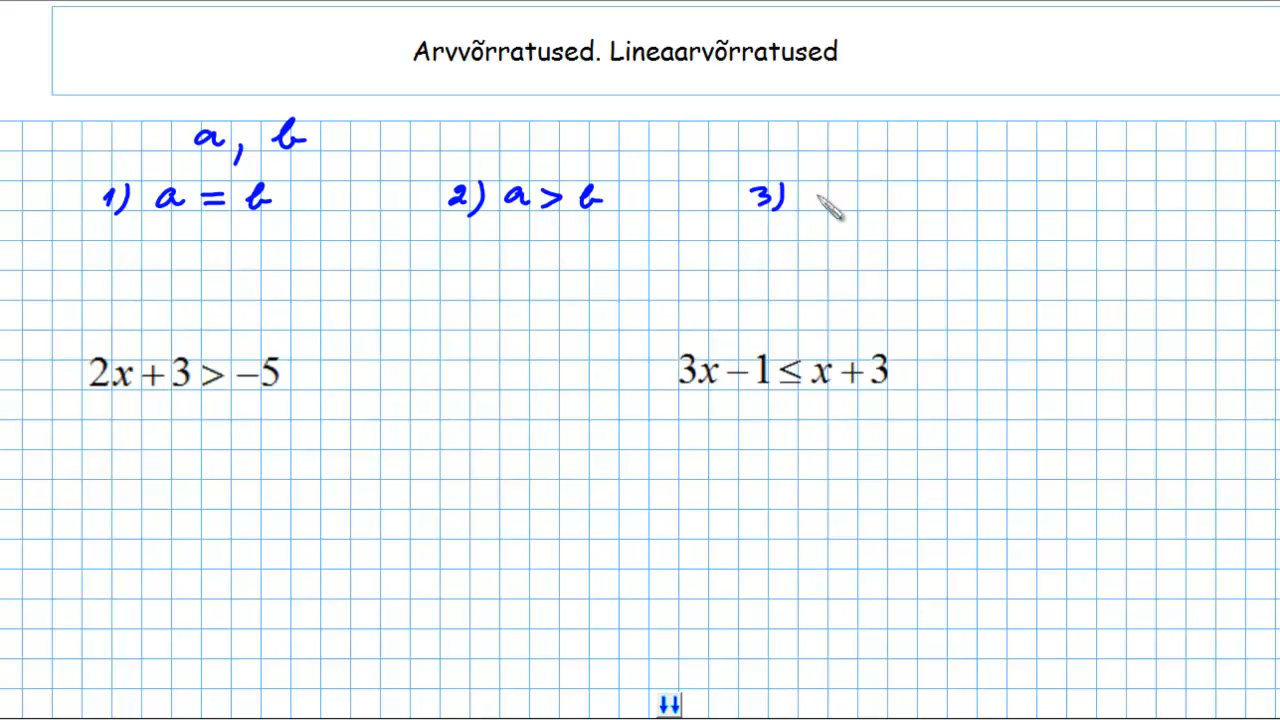 Arvvõrratused. Lineaarvõrratused
a, b
1) a = b 2) a > b 3)
2x + 3 > −5 3x − 1 ≤ x + 3